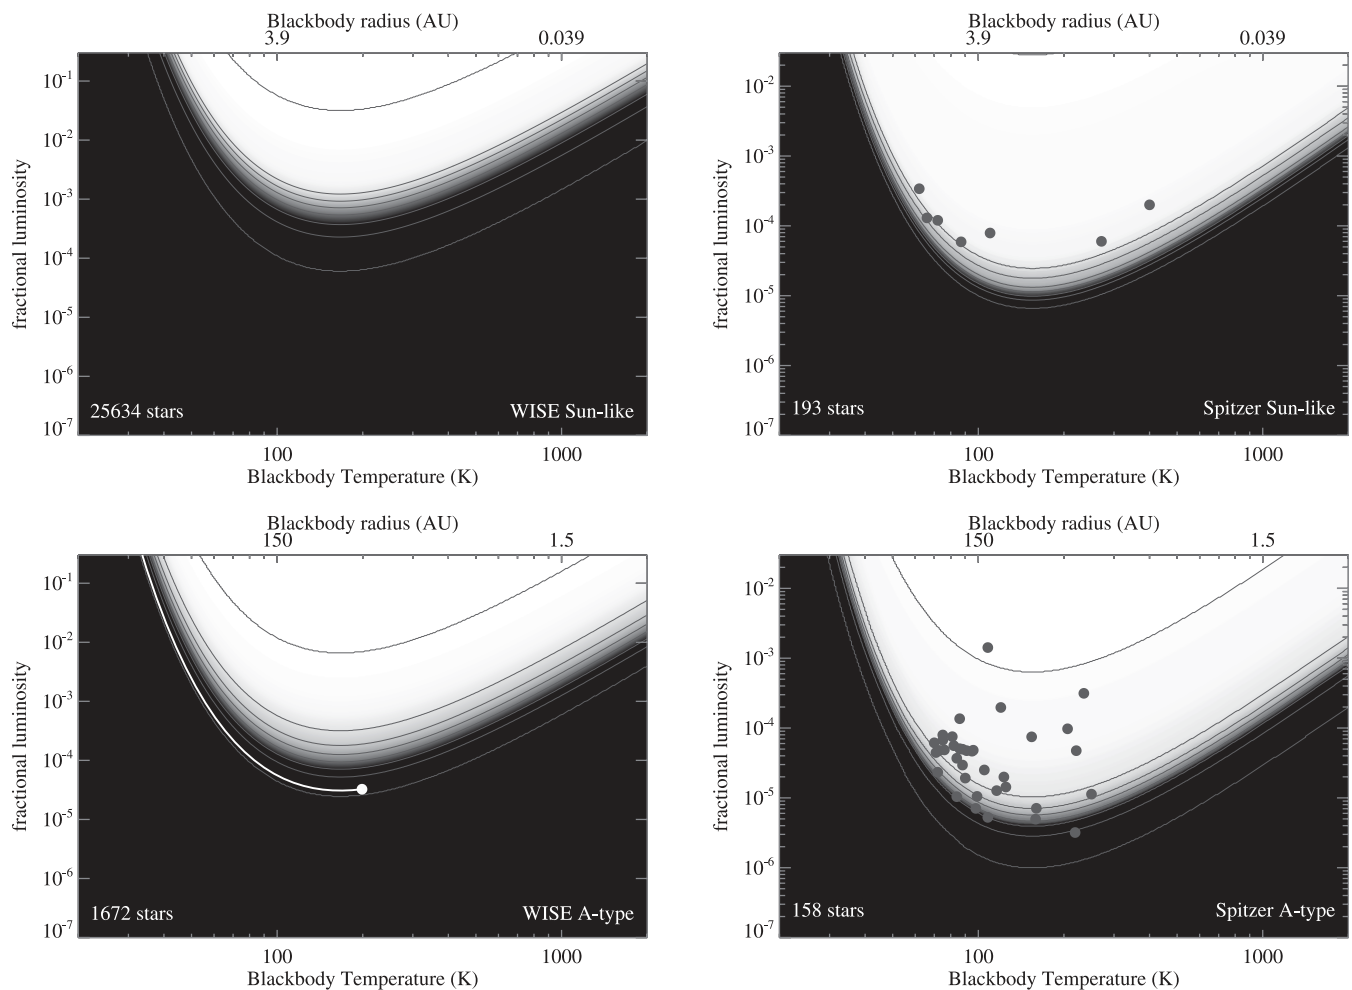 Blackbody radius (AU)
3.9 0.039
fractional luminosity
10-1
10-2
10-3
10-4
10-5
10-6
10-7
25634 stars
WISE Sun-like
100 1000
Blackbody Temperature (K)
Blackbody radius (AU)
3.9 0.039
fractional luminosity
10-2
10-3
10-4
10-5
10-6
10-7
193 stars
Spitzer Sun-like
100 1000
Blackbody Temperature (K)
Blackbody radius (AU)
150 1.5
fractional luminosity
10-1
10-2
10-3
10-4
10-5
10-6
10-7
1672 stars
WISE A-type
100 1000
Blackbody Temperature (K)
Blackbody radius (AU)
150 1.5
fractional luminosity
10-2
10-3
10-4
10-5
10-6
10-7
158 stars
Spitzer A-type
100 1000
Blackbody Temperature (K)